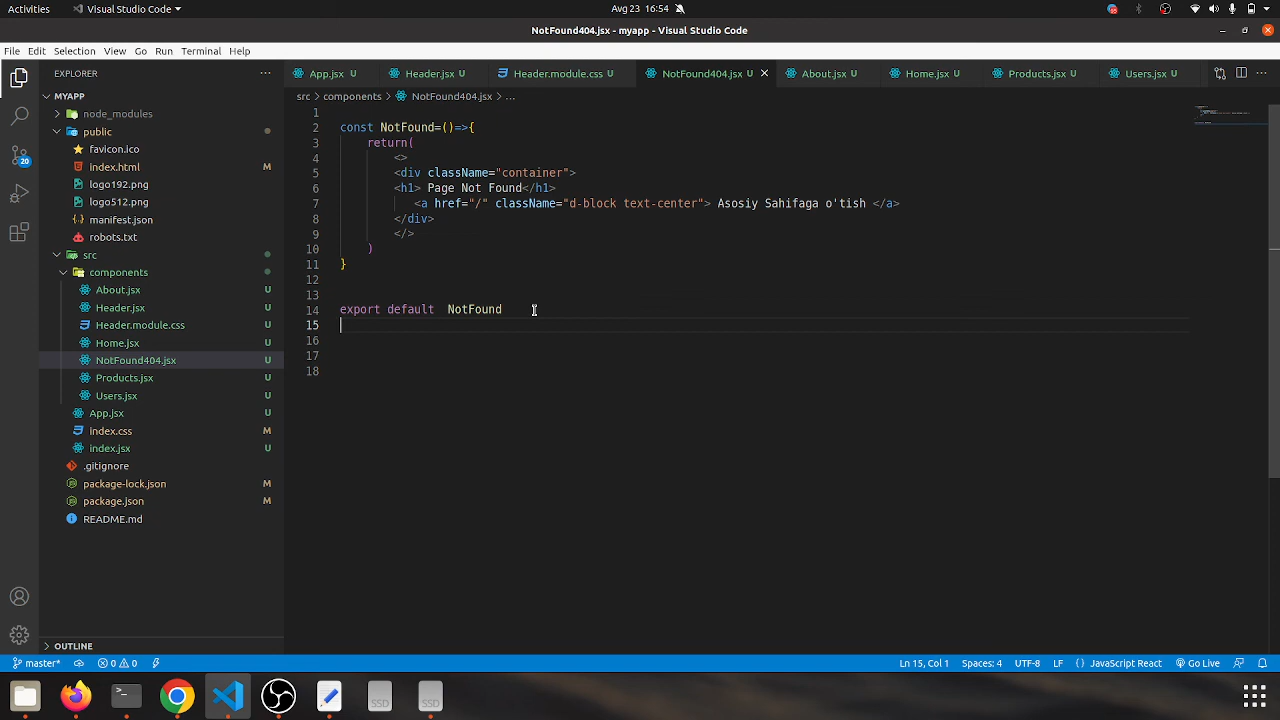 Activities
Visual Studio Code
Avg 23 16:54
NotFound404.jsx - myapp - Visual Studio Code
File Edit Selection View Go Run Terminal Help
EXPLORER
App.jsx U
Header.jsx U
Header.module.css U
NotFound404.jsx U
About.jsx U
Home.jsx U
Products.jsx U
Users.jsx U
src > components > NotFound404.jsx > ...
MYAPP
node_modules
public
favicon.ico
index.html M
logo192.png
logo512.png
manifest.json
robots.txt
src
components
About.jsx U
Header.jsx U
Header.module.css U
Home.jsx U
NotFound404.jsx U
Products.jsx U
Users.jsx U
App.jsx U
index.css M
index.jsx U
.gitignore
package-lock.json M
package.json M
README.md
OUTLINE
20
1
2 const NotFound=()=>{
3 return(
4 <>
5 <div className="container">
6 <h1> Page Not Found</h1>
7 <a href="/" className="d-block text-center"> Asosiy Sahifaga o'tish </a>
8 </div>
9 </>
10 )
11 }
12
13
14 export default  NotFound
15
16
17
18
master* 0 0 Ln 15, Col 1 Spaces: 4 UTF-8 LF {} JavaScript React Go Live
SSD
SSD